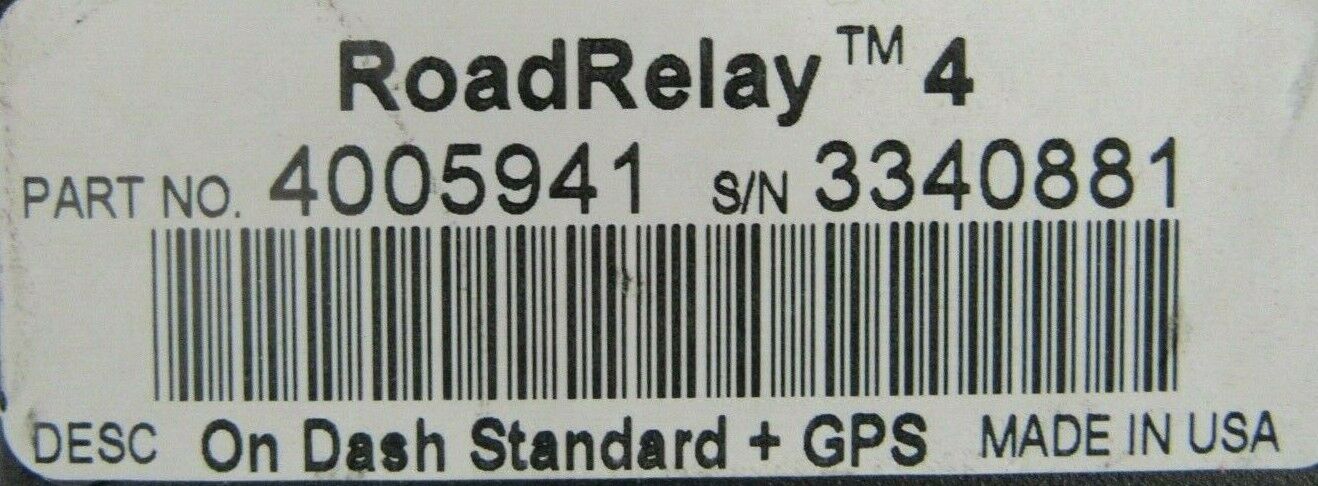 RoadRelay™ 4
PART NO. 4005941 S/N 3340881
DESC On Dash Standard + GPS MADE IN USA